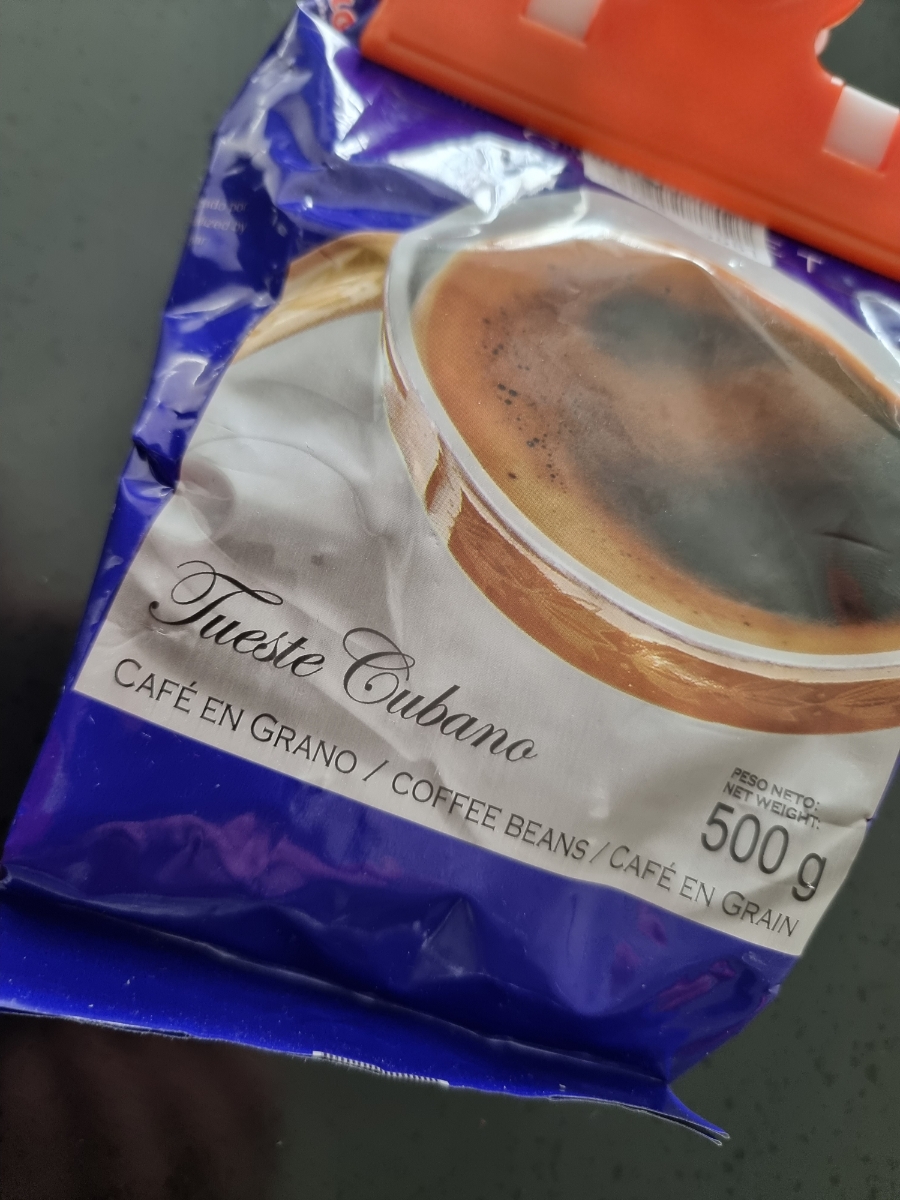 Tueste Cubano
CAFÉ EN GRANO / COFFEE BEANS / CAFÉ EN GRAIN
PESO NETO:
NET WEIGHT:
500 g